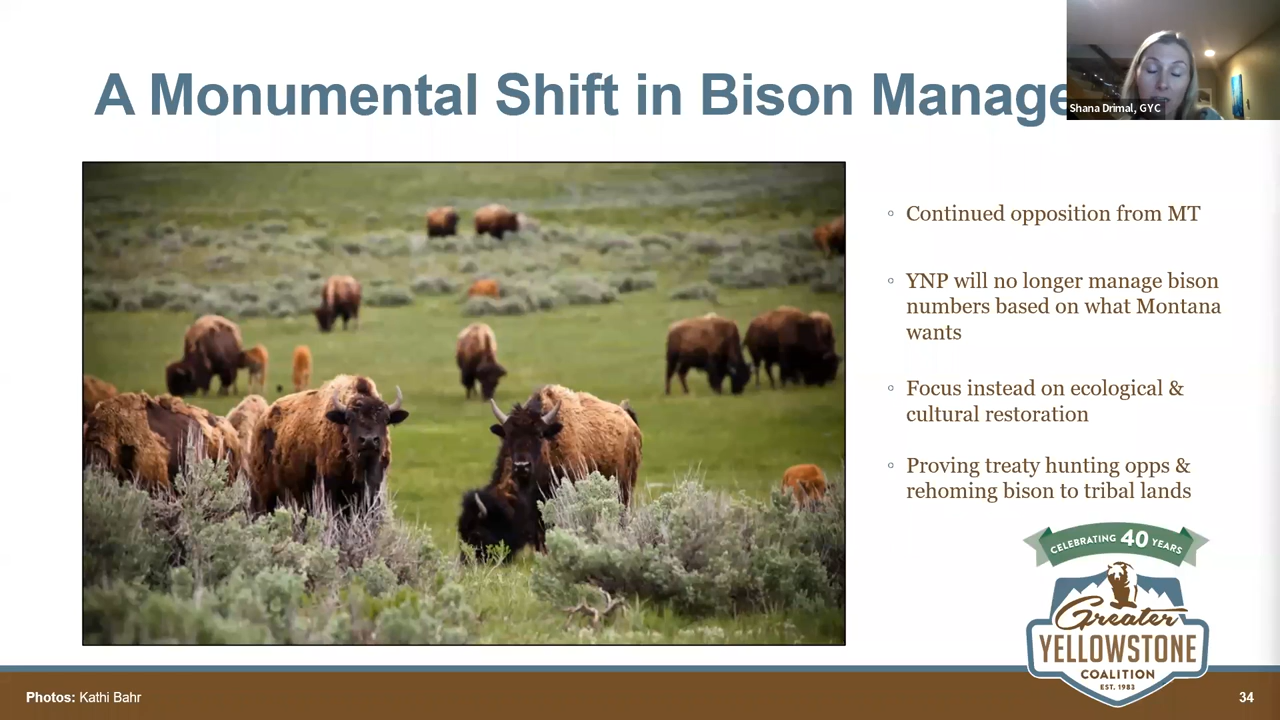 A Monumental Shift in Bison Manage
Shana Drimal, GYC
◦ Continued opposition from MT
◦ YNP will no longer manage bison
numbers based on what Montana
wants
◦ Focus instead on ecological &
cultural restoration
◦ Proving treaty hunting opps &
rehoming bison to tribal lands
CELEBRATING 40 YEARS
Greater
YELLOWSTONE
COALITION
EST. 1983
Photos: Kathi Bahr
34